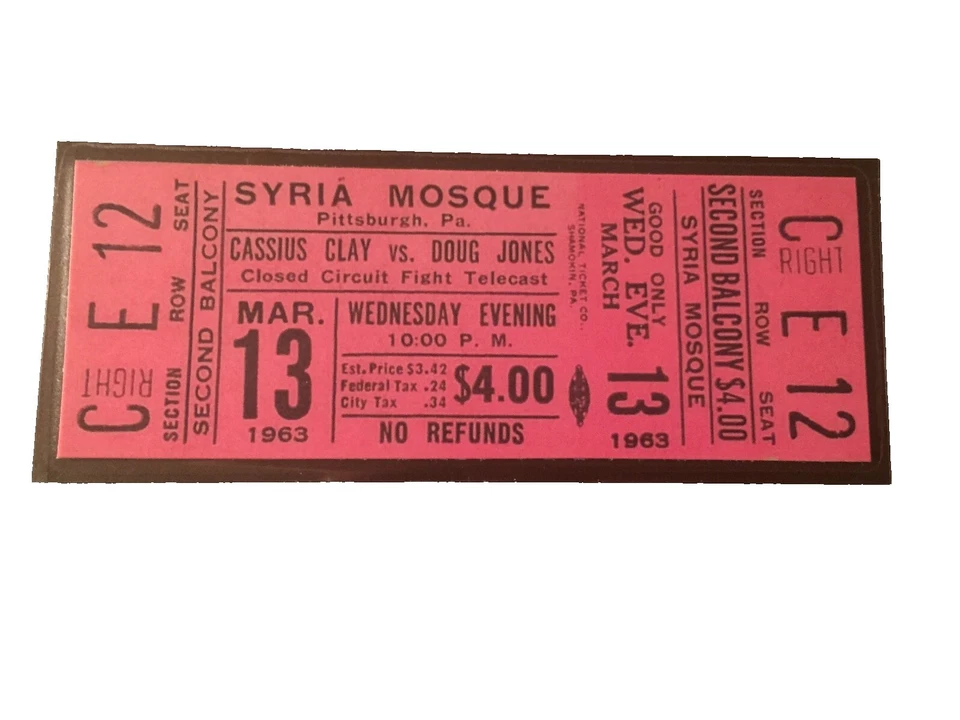 SEAT 12
ROW E
SECTION C
RIGHT
SECOND BALCONY
SYRIA MOSQUE
Pittsburgh, Pa.
CASSIUS CLAY vs. DOUG JONES
Closed Circuit Fight Telecast
MAR.
13
1963
WEDNESDAY EVENING
10:00 P. M.
Est. Price $3.42
Federal Tax .24
City Tax .34
$4.00
NO REFUNDS
NATIONAL TICKET CO.,
SHAMOKIN, PA.
GOOD ONLY
WED. EVE.
MARCH
13
1963
SYRIA MOSQUE
SECOND BALCONY $4.00
SECTION ROW SEAT
C E 12
RIGHT